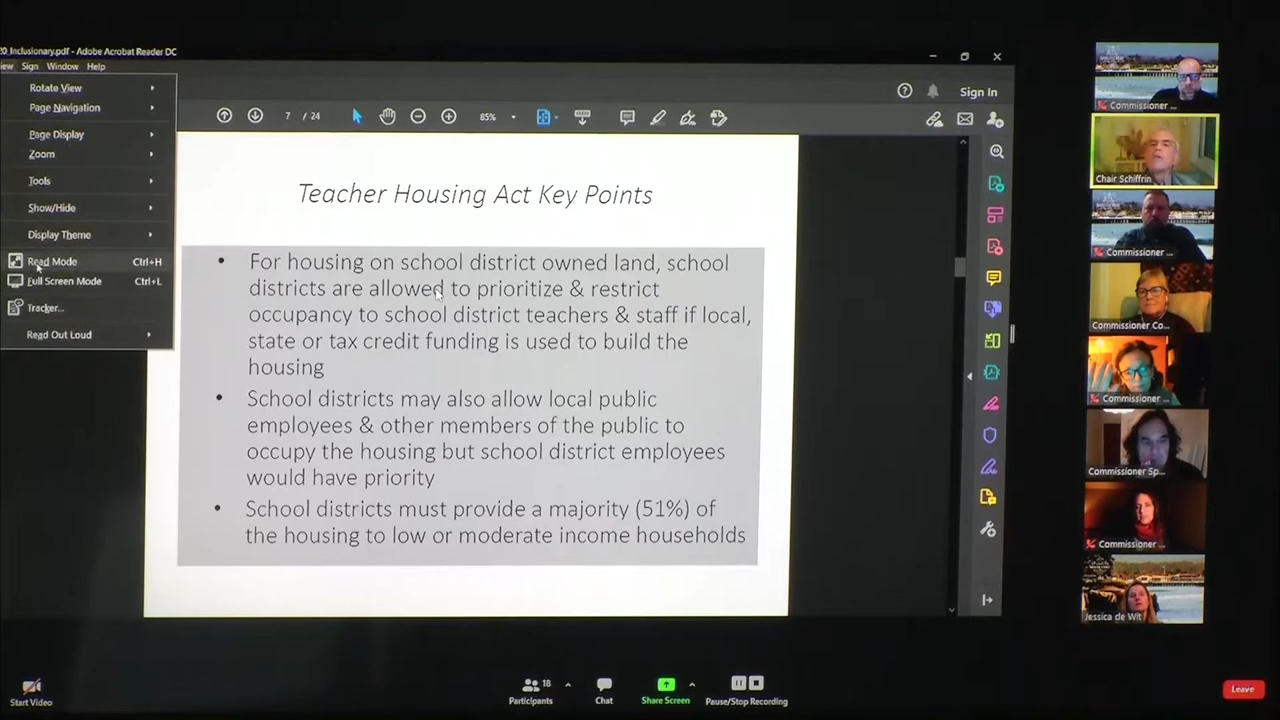 20_Inclusionary.pdf - Adobe Acrobat Reader DC
iew Sign Window Help
Rotate View
Page Navigation
Page Display
Zoom
Tools
Show/Hide
Display Theme
Read Mode Ctrl+H
Full Screen Mode Ctrl+L
Tracker...
Read Out Loud
7 / 24
85%
Sign In
Teacher Housing Act Key Points
• For housing on school district owned land, school
districts are allowed to prioritize & restrict
occupancy to school district teachers & staff if local,
state or tax credit funding is used to build the
housing
• School districts may also allow local public
employees & other members of the public to
occupy the housing but school district employees
would have priority
• School districts must provide a majority (51%) of
the housing to low or moderate income households
Commissioner ...
Chair Schiffrin
Commissioner ...
Commissioner Co...
Commissioner ...
Commissioner Sp...
Commissioner ...
Jessica de Wit
Start Video
18
Participants
Chat
Share Screen
Pause/Stop Recording
Leave